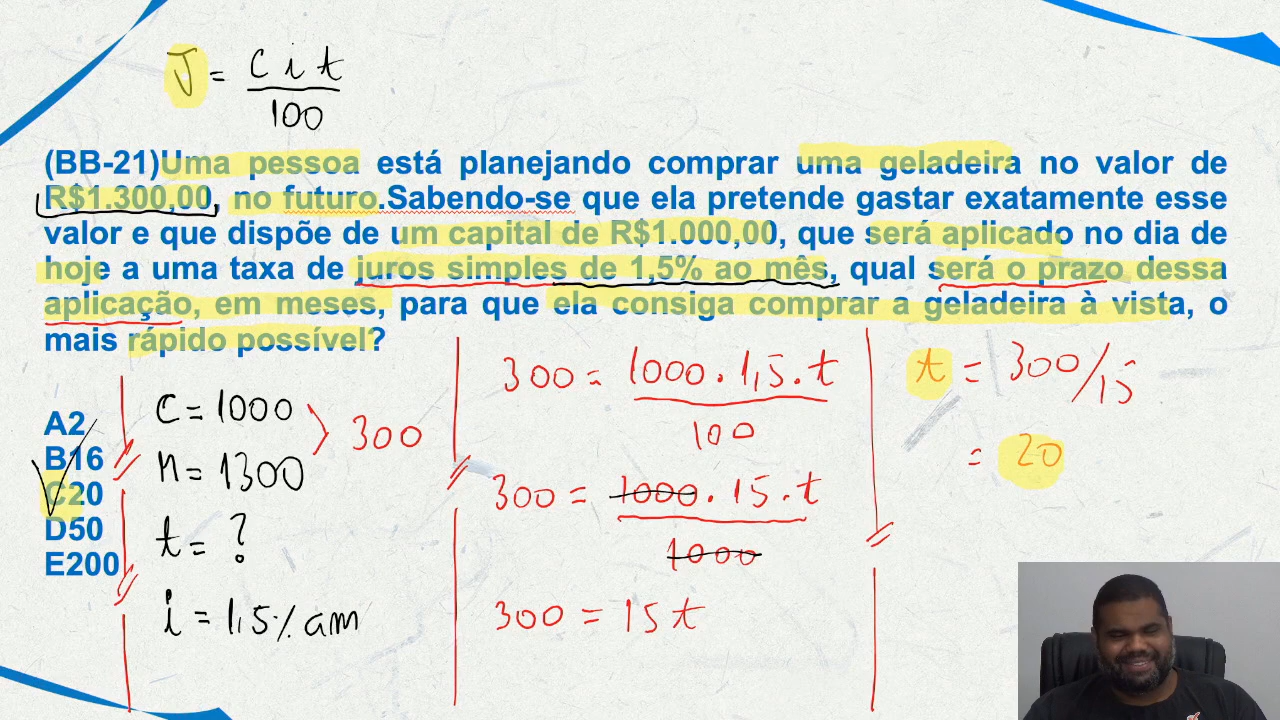 J = c i t
100
(BB-21)Uma pessoa está planejando comprar uma geladeira no valor de
R$1.300,00, no futuro.Sabendo-se que ela pretende gastar exatamente esse
valor e que dispõe de um capital de R$1.000,00, que será aplicado no dia de
hoje a uma taxa de juros simples de 1,5% ao mês, qual será o prazo dessa
aplicação, em meses, para que ela consiga comprar a geladeira à vista, o
mais rápido possível?
A2
B16
C20
D50
E200
C = 1000
M = 1300
300
t = ?
i = 1,5% am
300 = 1000 . 1,5 . t
100
300 = 1000 . 15 . t
1000
300 = 15 t
t = 300/15
= 20